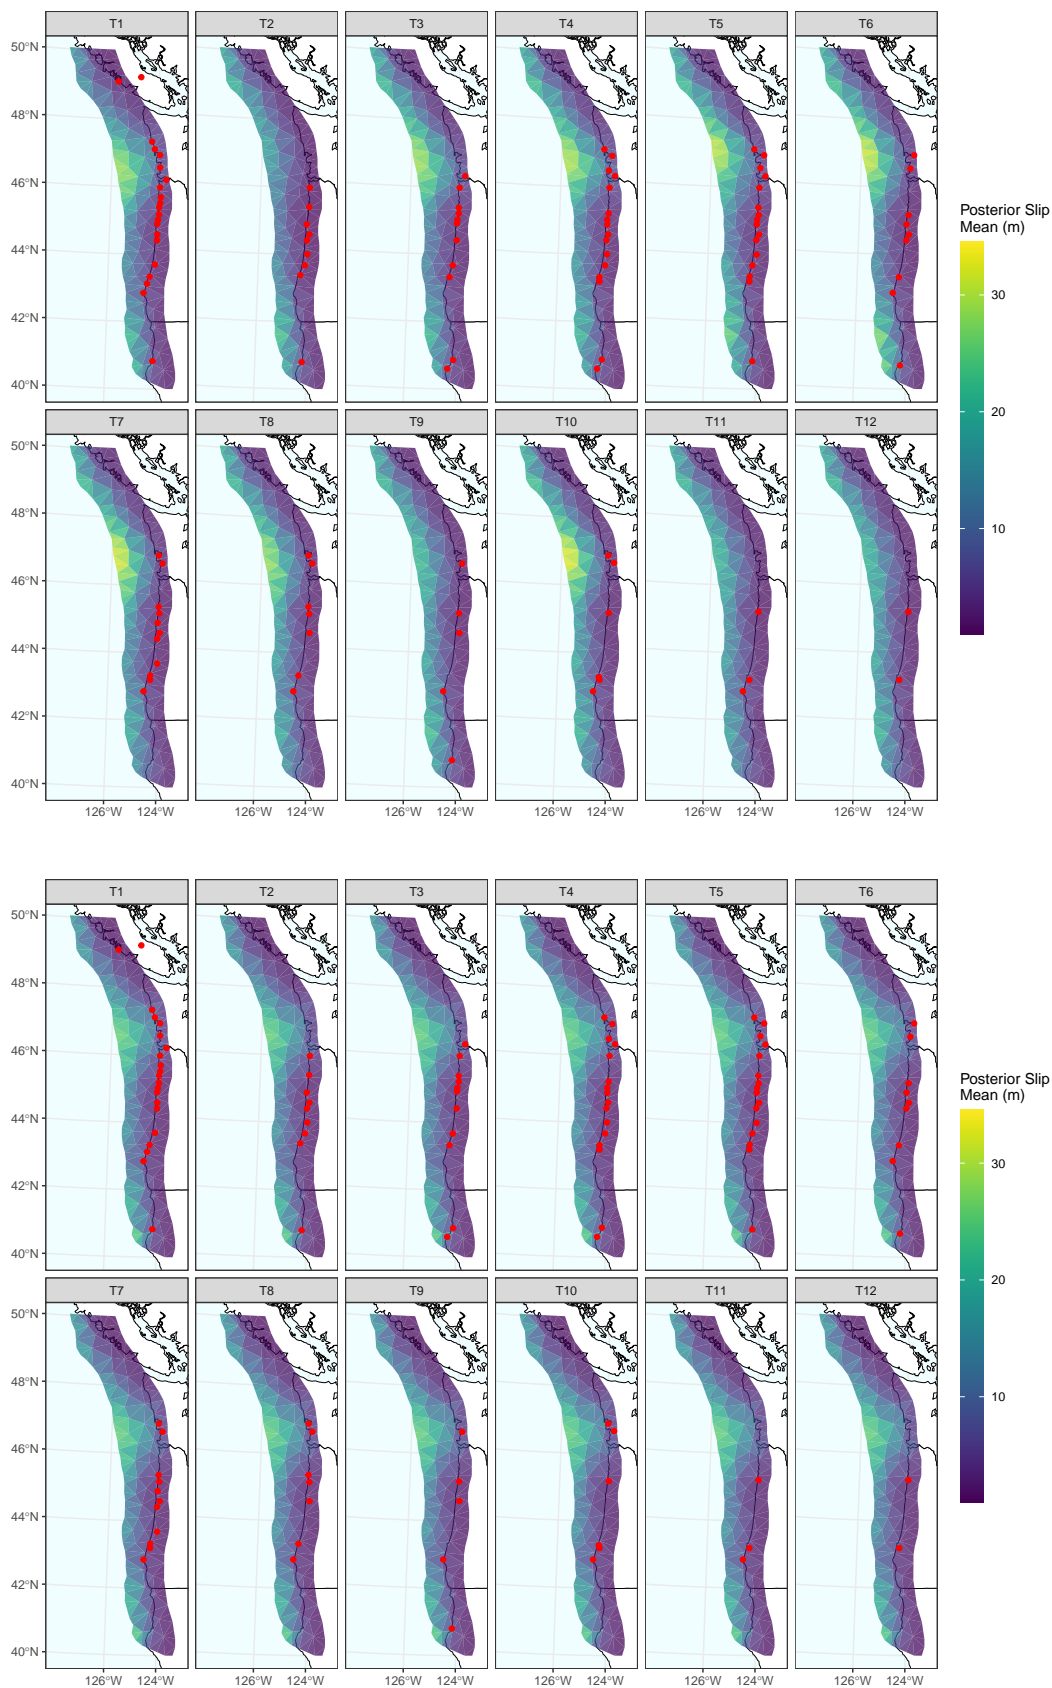 T1 T2 T3 T4 T5 T6
50°N
48°N
46°N
44°N
42°N
40°N
T7 T8 T9 T10 T11 T12
50°N
48°N
46°N
44°N
42°N
40°N
126°W 124°W 126°W 124°W 126°W 124°W 126°W 124°W 126°W 124°W 126°W 124°W
Posterior Slip
Mean (m)
30
20
10
T1 T2 T3 T4 T5 T6
50°N
48°N
46°N
44°N
42°N
40°N
T7 T8 T9 T10 T11 T12
50°N
48°N
46°N
44°N
42°N
40°N
126°W 124°W 126°W 124°W 126°W 124°W 126°W 124°W 126°W 124°W 126°W 124°W
Posterior Slip
Mean (m)
30
20
10